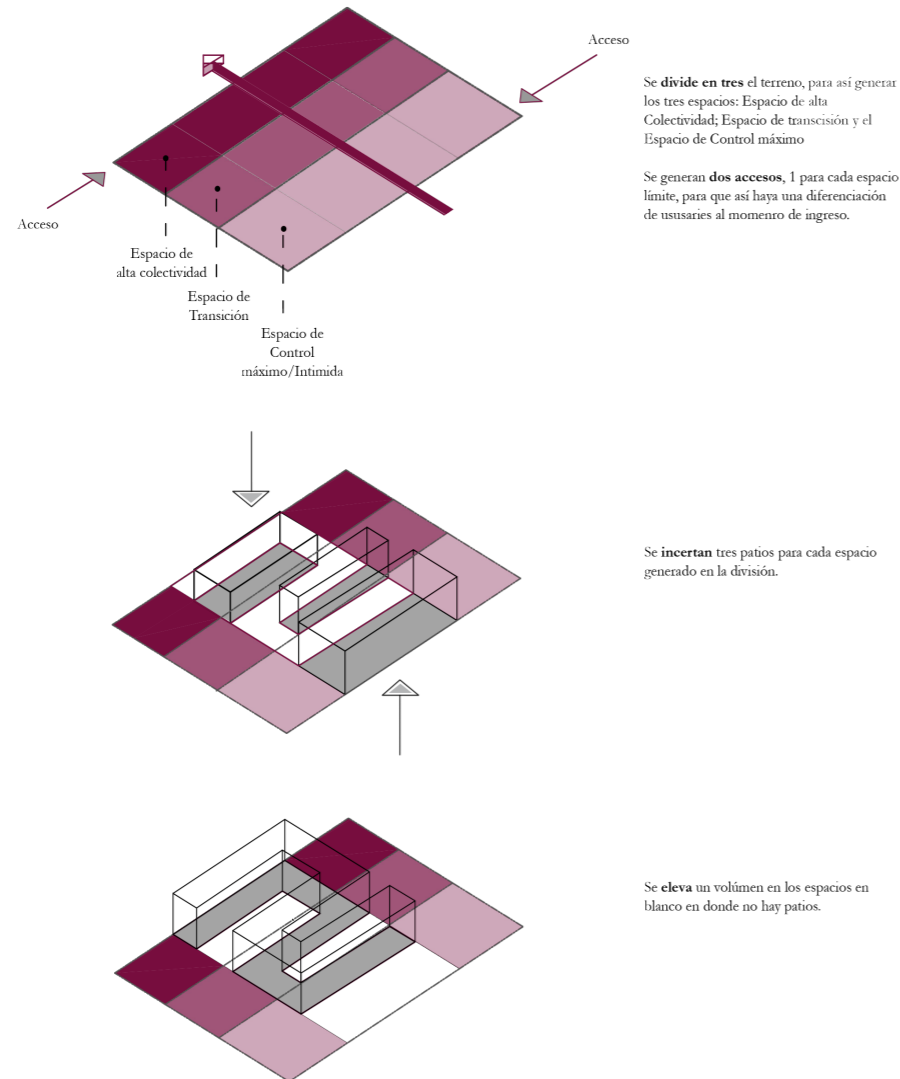 Acceso
Se divide en tres el terreno, para así generar
los tres espacios: Espacio de alta
Colectividad; Espacio de transcisión y el
Espacio de Control máximo
Se generan dos accesos, 1 para cada espacio
límite, para que así haya una diferenciación
de ususaries al momenro de ingreso.
Acceso
Espacio de
alta colectividad
Espacio de
Transición
Espacio de
Control
máximo/Intimida
Se incertan tres patios para cada espacio
generado en la división.
Se eleva un volúmen en los espacios en
blanco en donde no hay patios.